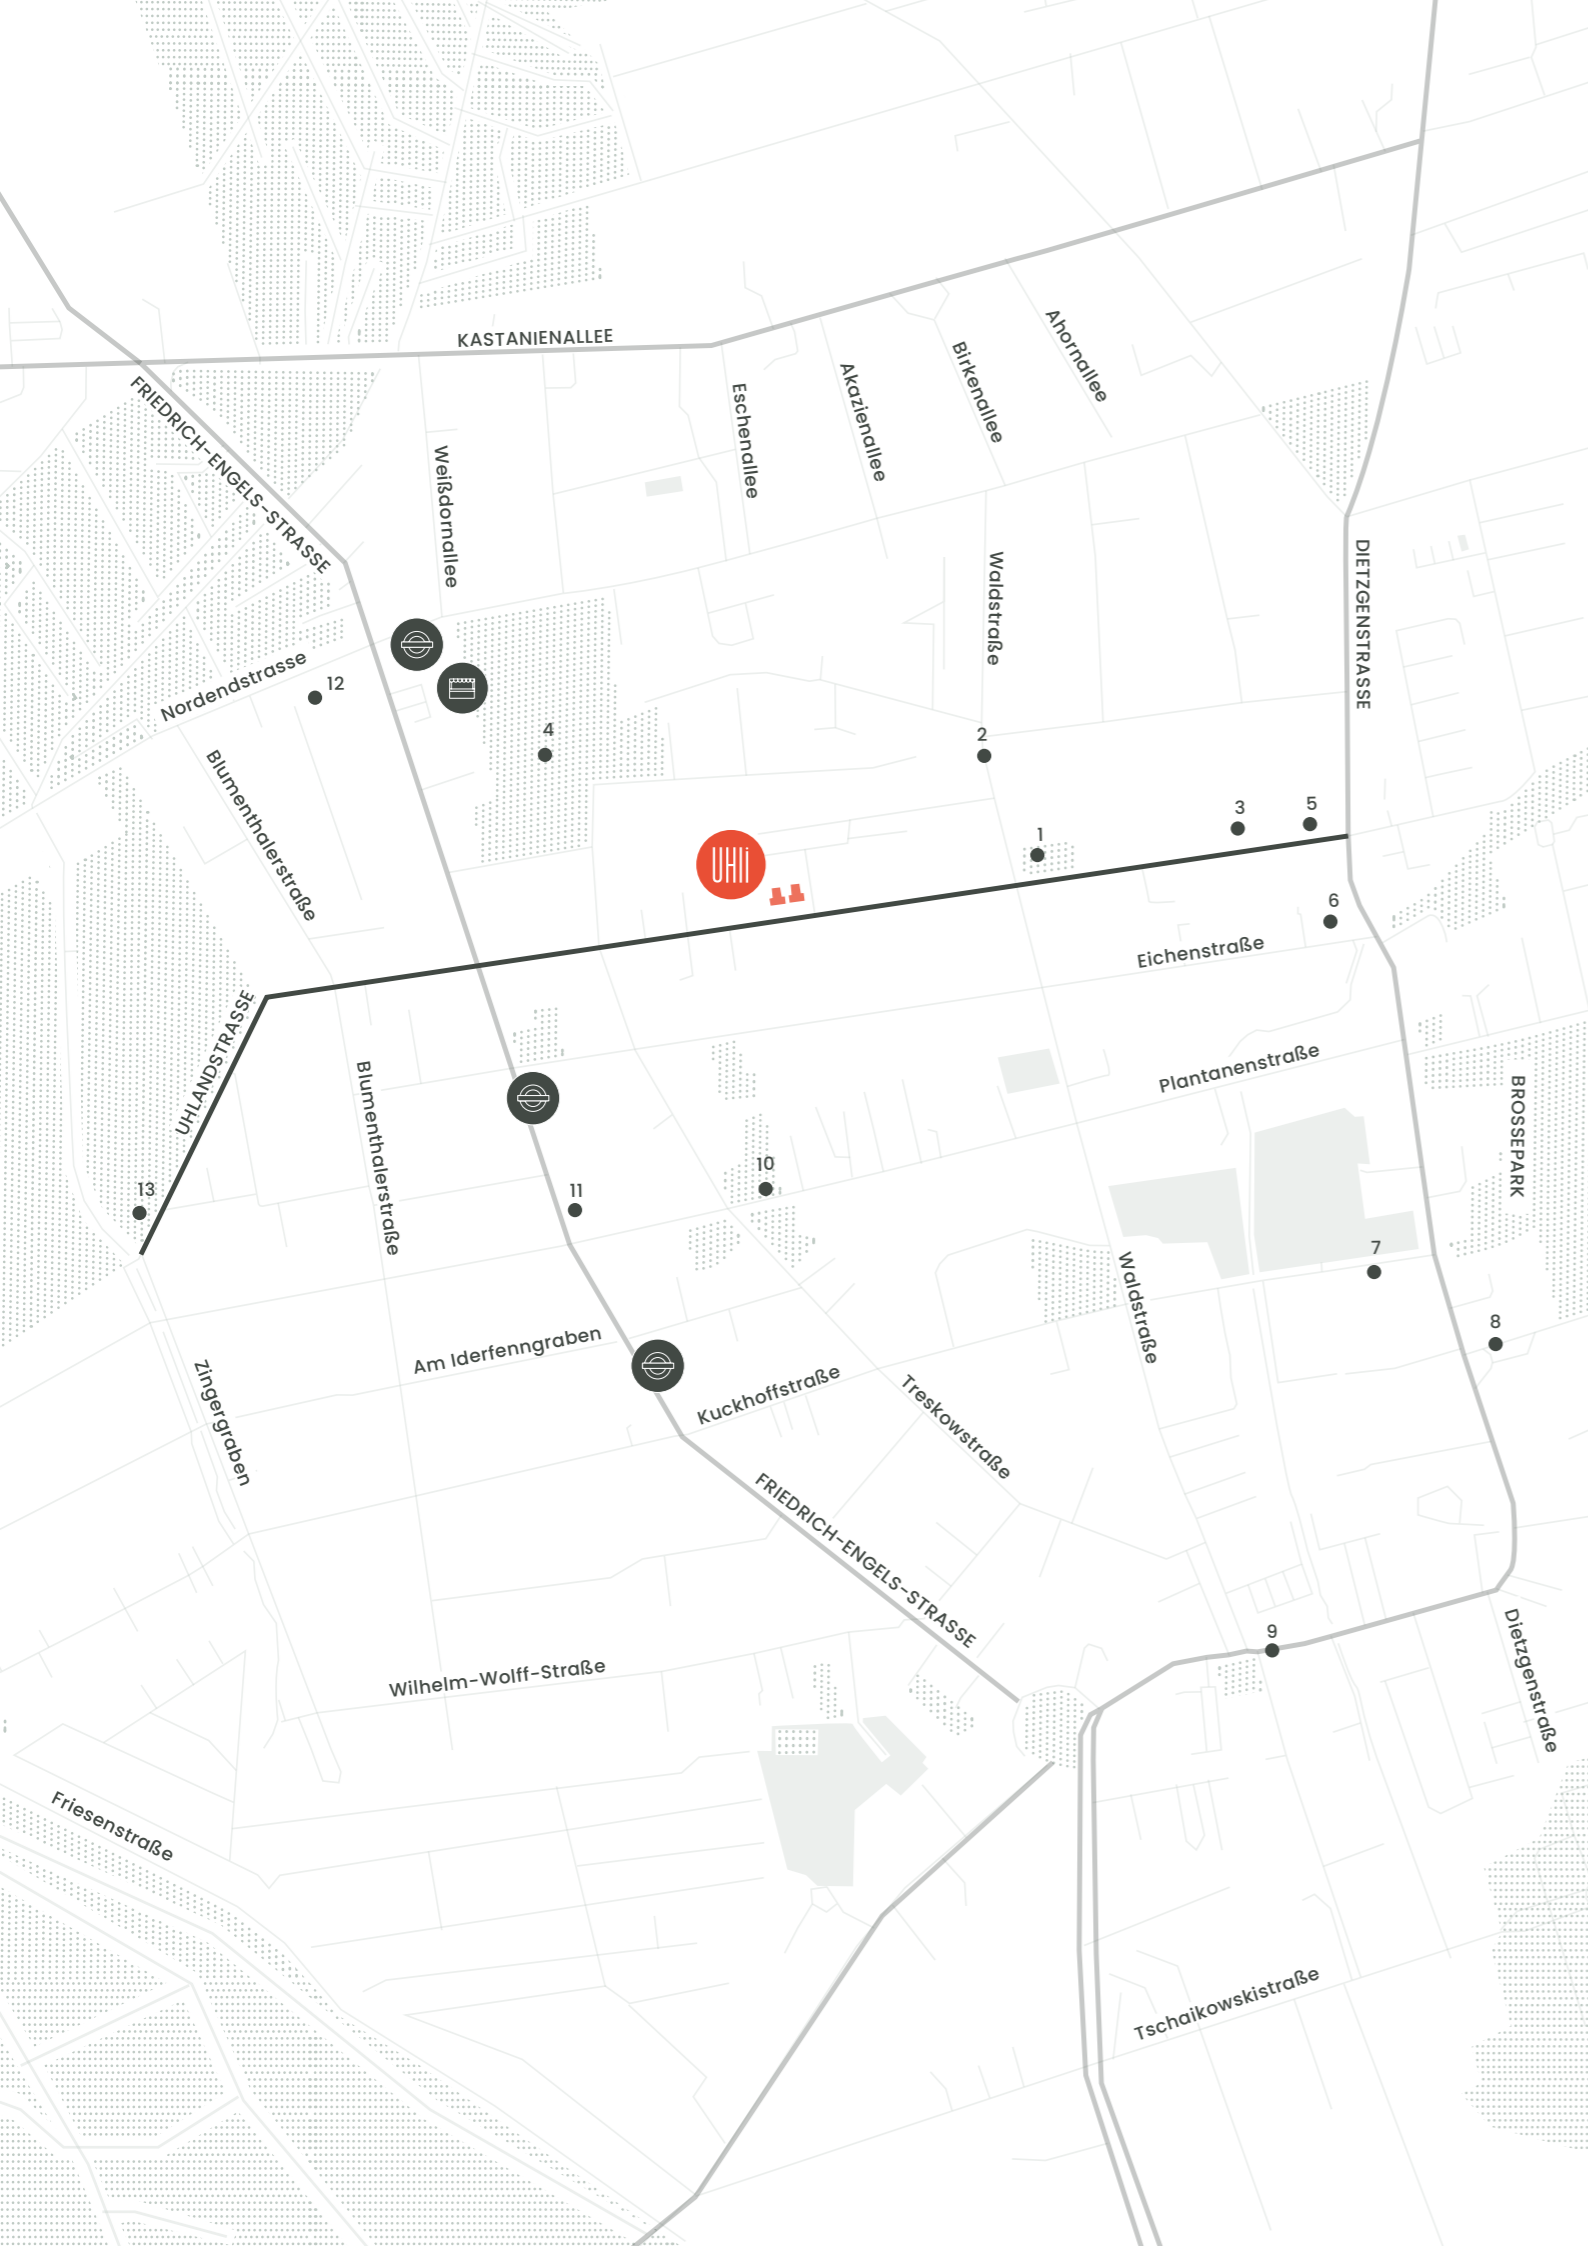 KASTANIENALLEE
Ahornallee
Birkenallee
Akazienallee
Eschenallee
FRIEDRICH-ENGELS-STRASSE
Weißdornallee
Waldstraße
DIETZGENSTRASSE
Nordendstrasse
12
4
2
Blumenthalerstraße
UHLi
1
3
5
6
Eichenstraße
UHLANDSTRASSE
Plantanenstraße
BROSSEPARK
Blumenthalerstraße
10
11
13
7
Waldstraße
8
Am Iderfenngraben
Zingergraben
Kuckhoffstraße
Treskowstraße
FRIEDRICH-ENGELS-STRASSE
9
Dietzgenstraße
Wilhelm-Wolff-Straße
Friesenstraße
Tschaikowskistraße